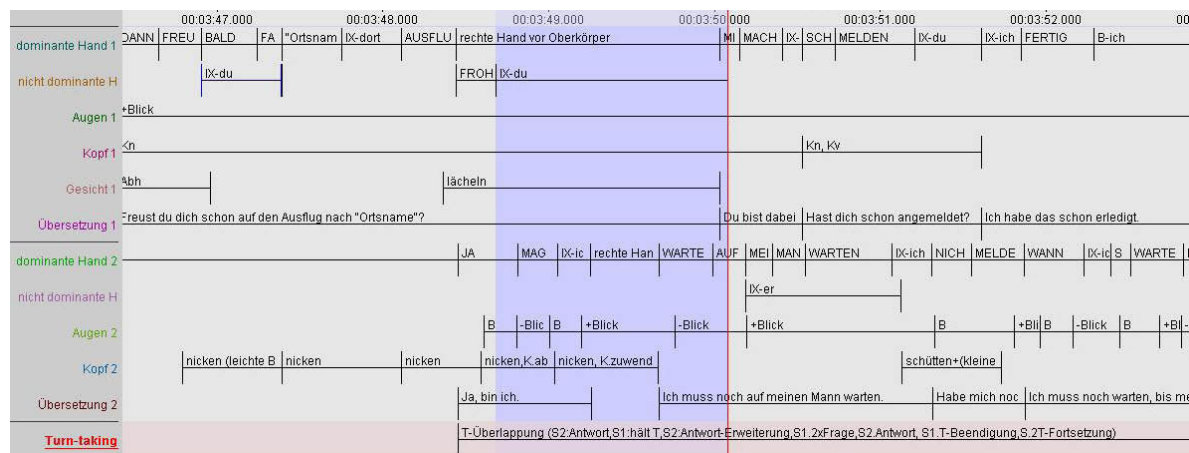 00:03:47.000 00:03:48.000 00:03:49.000 00:03:50.000 00:03:51.000 00:03:52.000
dominante Hand 1 DANN FREU BALD FA "Ortsnam IX-dort AUSFLU rechte Hand vor Oberkörper MI MACH IX- SCH MELDEN IX-du IX-ich FERTIG B-ich
nicht dominante H IX-du FROH IX-du
Augen 1 +Blick
Kopf 1 Kn Kn, Kv
Gesicht 1 Abh lächeln
Übersetzung 1 Freust du dich schon auf den Ausflug nach "Ortsname"? Du bist dabei Hast dich schon angemeldet? Ich habe das schon erledigt.
dominante Hand 2 JA MAG IX-ic rechte Han WARTE AUF MEI MAN WARTEN IX-ich NICH MELDE WANN IX-ic S WARTE
nicht dominante H IX-er
Augen 2 B -Blic B +Blick -Blick +Blick B +Bli B -Blick B +Bl -
Kopf 2 nicken (leichte B nicken nicken nicken,K.ab nicken, K.zuwend schütten+(kleine
Übersetzung 2 Ja, bin ich. Ich muss noch auf meinen Mann warten. Habe mich noc Ich muss noch warten, bis me
Turn-taking T-Überlappung (S2:Antwort,S1:hält T,S2:Antwort-Erweiterung,S1.2xFrage,S2.Antwort, S1.T-Beendigung,S.2T-Fortsetzung)